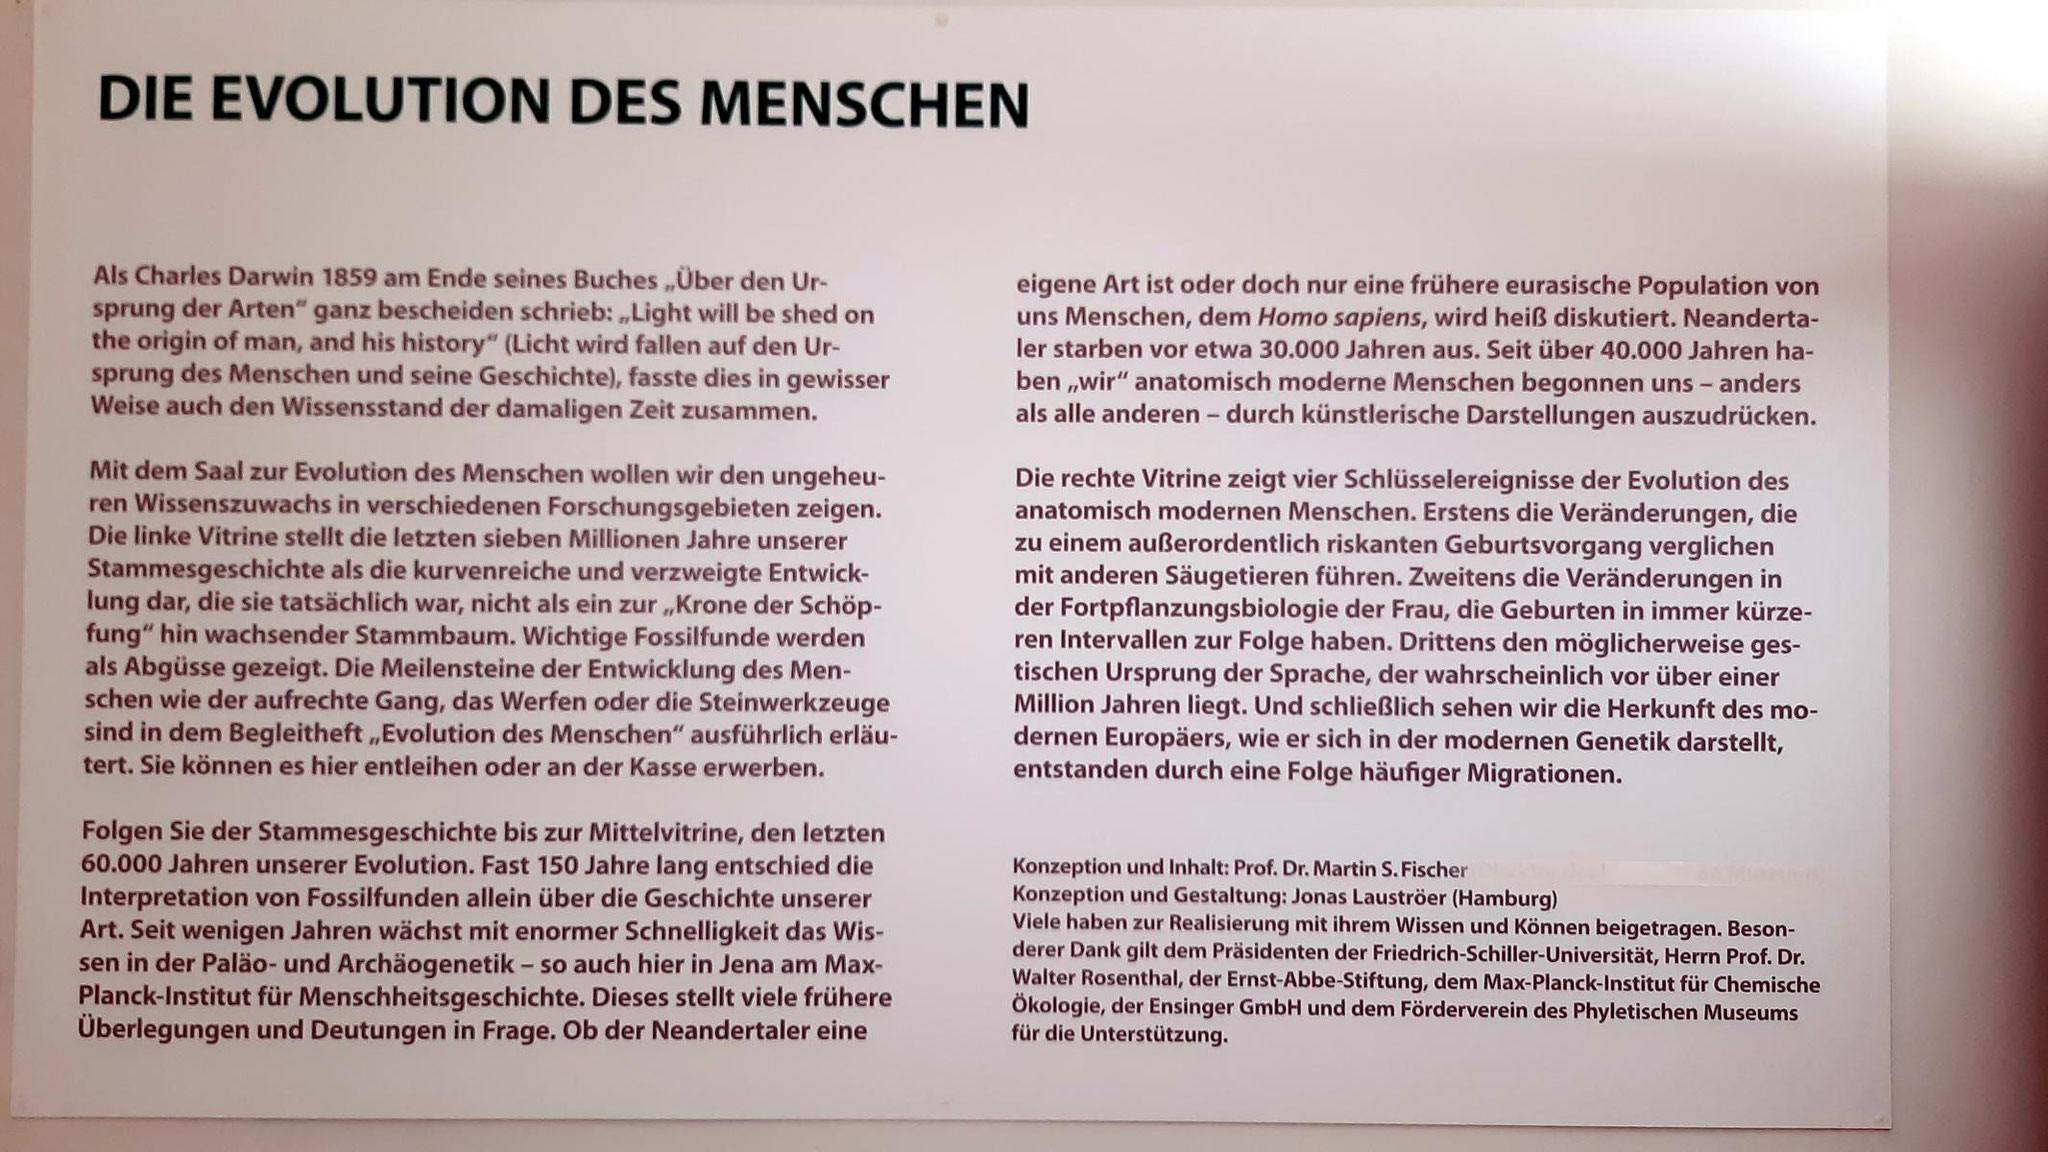 DIE EVOLUTION DES MENSCHEN
Als Charles Darwin 1859 am Ende seines Buches „Über den Ur-
sprung der Arten“ ganz bescheiden schrieb: „Light will be shed on
the origin of man, and his history“ (Licht wird fallen auf den Ur-
sprung des Menschen und seine Geschichte), fasste dies in gewisser
Weise auch den Wissensstand der damaligen Zeit zusammen.
Mit dem Saal zur Evolution des Menschen wollen wir den ungeheu-
ren Wissenszuwachs in verschiedenen Forschungsgebieten zeigen.
Die linke Vitrine stellt die letzten sieben Millionen Jahre unserer
Stammesgeschichte als die kurvenreiche und verzweigte Entwick-
lung dar, die sie tatsächlich war, nicht als ein zur „Krone der Schöp-
fung“ hin wachsender Stammbaum. Wichtige Fossilfunde werden
als Abgüsse gezeigt. Die Meilensteine der Entwicklung des Men-
schen wie der aufrechte Gang, das Werfen oder die Steinwerkzeuge
sind in dem Begleitheft „Evolution des Menschen“ ausführlich erläu-
tert. Sie können es hier entleihen oder an der Kasse erwerben.
Folgen Sie der Stammesgeschichte bis zur Mittelvitrine, den letzten
60.000 Jahren unserer Evolution. Fast 150 Jahre lang entschied die
Interpretation von Fossilfunden allein über die Geschichte unserer
Art. Seit wenigen Jahren wächst mit enormer Schnelligkeit das Wis-
sen in der Paläo- und Archäogenetik – so auch hier in Jena am Max-
Planck-Institut für Menschheitsgeschichte. Dieses stellt viele frühere
Überlegungen und Deutungen in Frage. Ob der Neandertaler eine
eigene Art ist oder doch nur eine frühere eurasische Population von
uns Menschen, dem Homo sapiens, wird heiß diskutiert. Neanderta-
ler starben vor etwa 30.000 Jahren aus. Seit über 40.000 Jahren ha-
ben „wir“ anatomisch moderne Menschen begonnen uns – anders
als alle anderen – durch künstlerische Darstellungen auszudrücken.
Die rechte Vitrine zeigt vier Schlüsselereignisse der Evolution des
anatomisch modernen Menschen. Erstens die Veränderungen, die
zu einem außerordentlich riskanten Geburtsvorgang verglichen
mit anderen Säugetieren führen. Zweitens die Veränderungen in
der Fortpflanzungsbiologie der Frau, die Geburten in immer kürze-
ren Intervallen zur Folge haben. Drittens den möglicherweise ges-
tischen Ursprung der Sprache, der wahrscheinlich vor über einer
Million Jahren liegt. Und schließlich sehen wir die Herkunft des mo-
dernen Europäers, wie er sich in der modernen Genetik darstellt,
entstanden durch eine Folge häufiger Migrationen.
Konzeption und Inhalt: Prof. Dr. Martin S. Fischer
Konzeption und Gestaltung: Jonas Lauströer (Hamburg)
Viele haben zur Realisierung mit ihrem Wissen und Können beigetragen. Beson-
derer Dank gilt dem Präsidenten der Friedrich-Schiller-Universität, Herrn Prof. Dr.
Walter Rosenthal, der Ernst-Abbe-Stiftung, dem Max-Planck-Institut für Chemische
Ökologie, der Ensinger GmbH und dem Förderverein des Phyletischen Museums
für die Unterstützung.